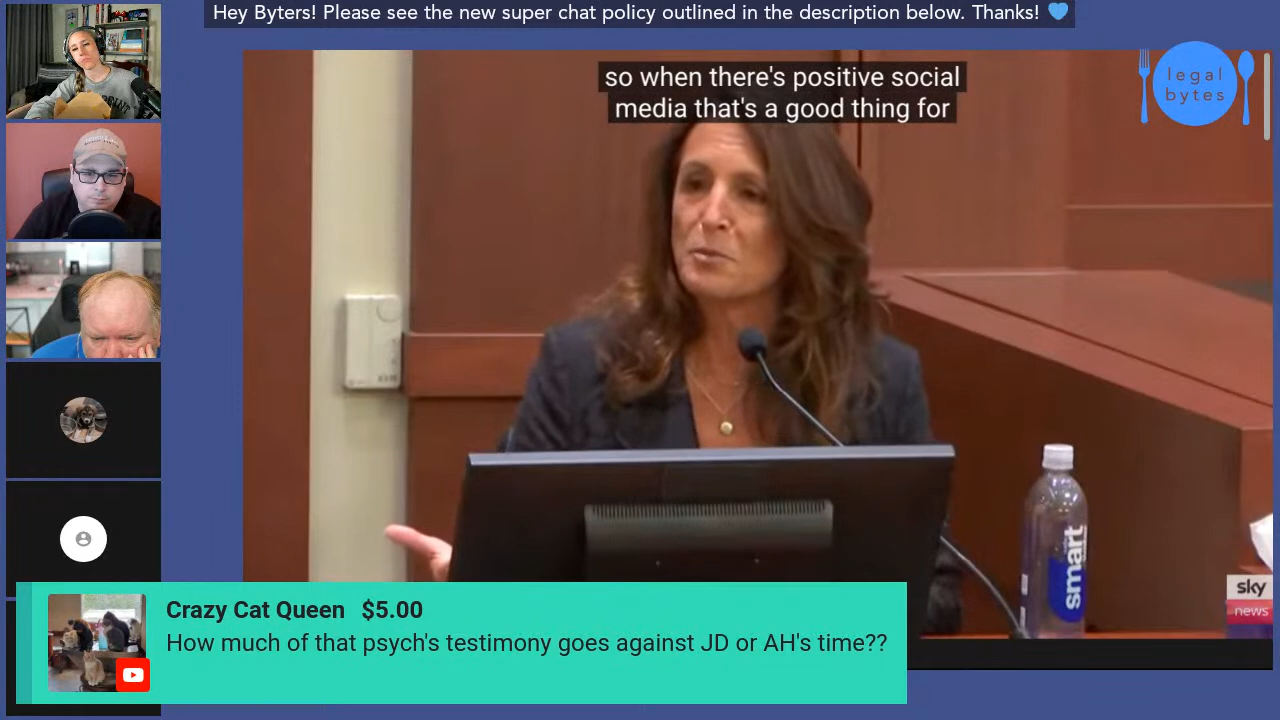 Hey Byters! Please see the new super chat policy outlined in the description below. Thanks! 💙
so when there's positive social
media that's a good thing for
legal
bytes
smart
sky
news
Crazy Cat Queen $5.00
How much of that psych's testimony goes against JD or AH's time??